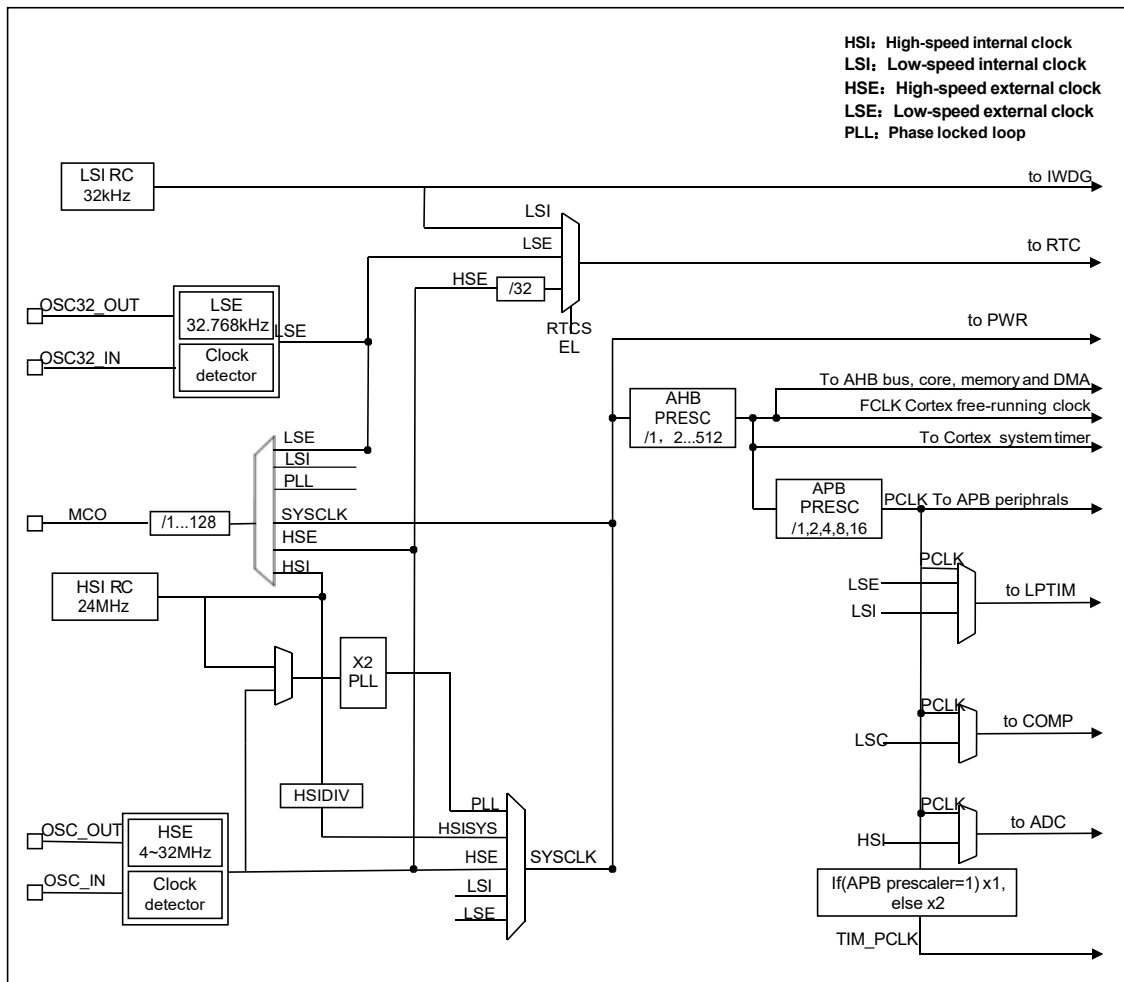 HSI：High-speed internal clock
LSI：Low-speed internal clock
HSE：High-speed external clock
LSE：Low-speed external clock
PLL：Phase locked loop
LSI RC
32kHz
to IWDG
LSI
LSE
to RTC
HSE
/32
RTCS
EL
OSC32_OUT
LSE
32.768kHz
LSE
OSC32_IN
Clock
detector
to PWR
AHB
PRESC
/1，2...512
To AHB bus, core, memory and DMA
FCLK Cortex free-running clock
To Cortex system timer
LSE
LSI
PLL
APB
PRESC
/1,2,4,8,16
PCLK To APB periphrals
MCO
/1...128
SYSCLK
HSE
HSI
HSI RC
24MHz
PCLK
LSE
LSI
to LPTIM
X2
PLL
PCLK
LSC
to COMP
HSIDIV
PLL
HSISYS
HSE
LSI
LSE
SYSCLK
PCLK
HSI
to ADC
OSC_OUT
HSE
4~32MHz
OSC_IN
Clock
detector
If(APB prescaler=1) x1,
else x2
TIM_PCLK